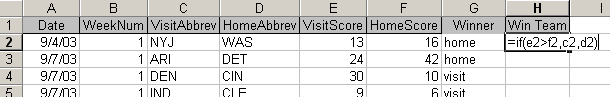 A B C D E F G H I
1 Date WeekNum VisitAbbrev HomeAbbrev VisitScore HomeScore Winner Win Team
2 9/4/03 1 NYJ WAS 13 16 home =if(e2>f2,c2,d2)
3 9/7/03 1 ARI DET 24 42 home
4 9/7/03 1 DEN CIN 30 10 visit
5 9/7/03 1 IND CLE 9 6 visit